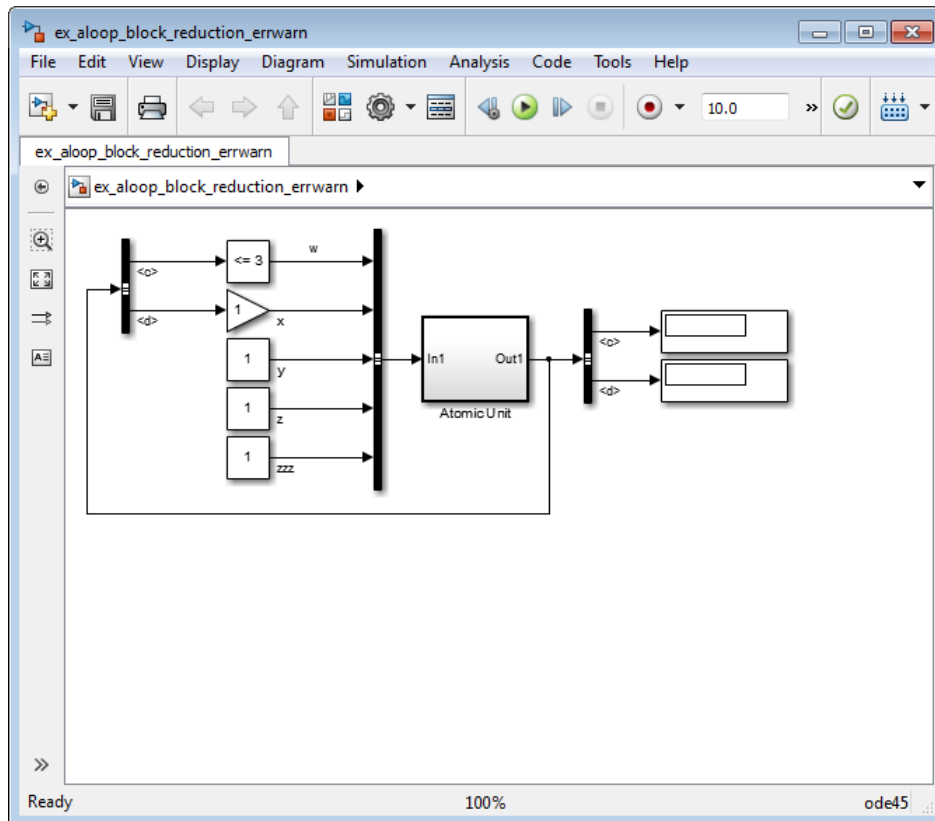 ex_aloop_block_reduction_errwarn
File Edit View Display Diagram Simulation Analysis Code Tools Help
10.0 »
ex_aloop_block_reduction_errwarn
ex_aloop_block_reduction_errwarn
w
<= 3
<c>
1
<d>
x
1
y
In1 Out1
<c>
<d>
1
z
Atomic Unit
1
zzz
»
Ready 100% ode45